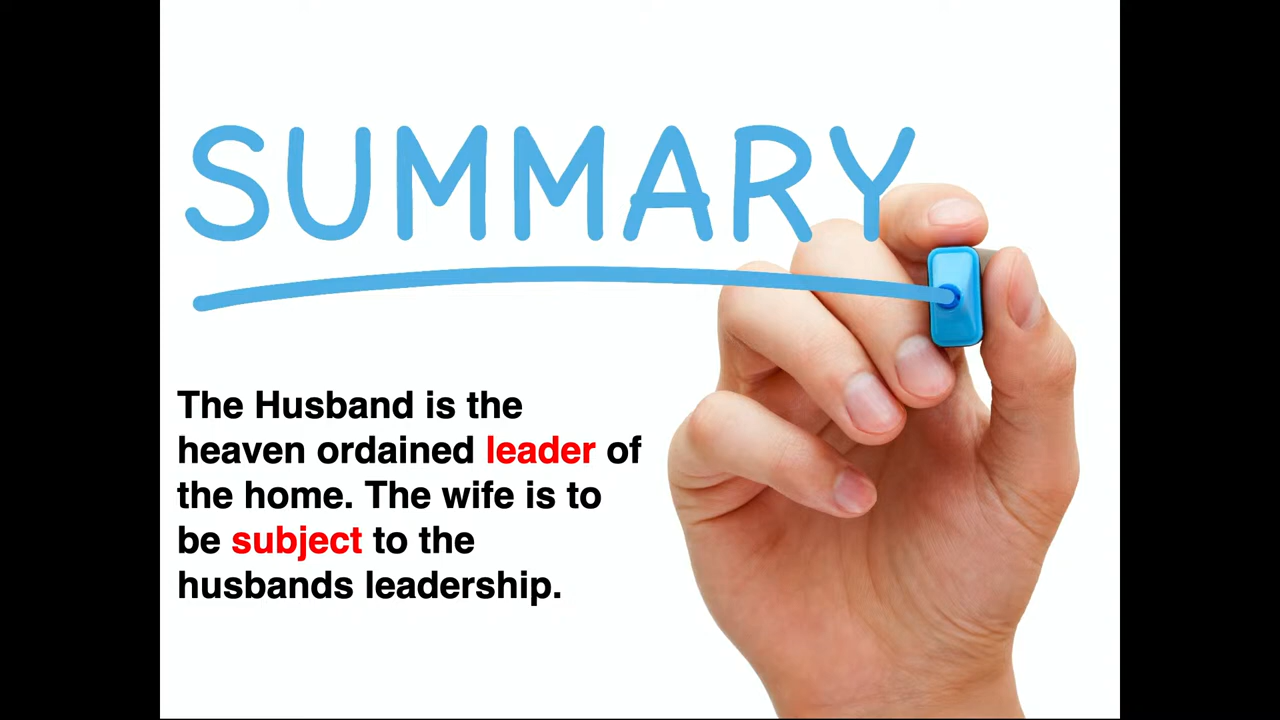 SUMMARY
The Husband is the
heaven ordained leader of
the home. The wife is to
be subject to the
husbands leadership.